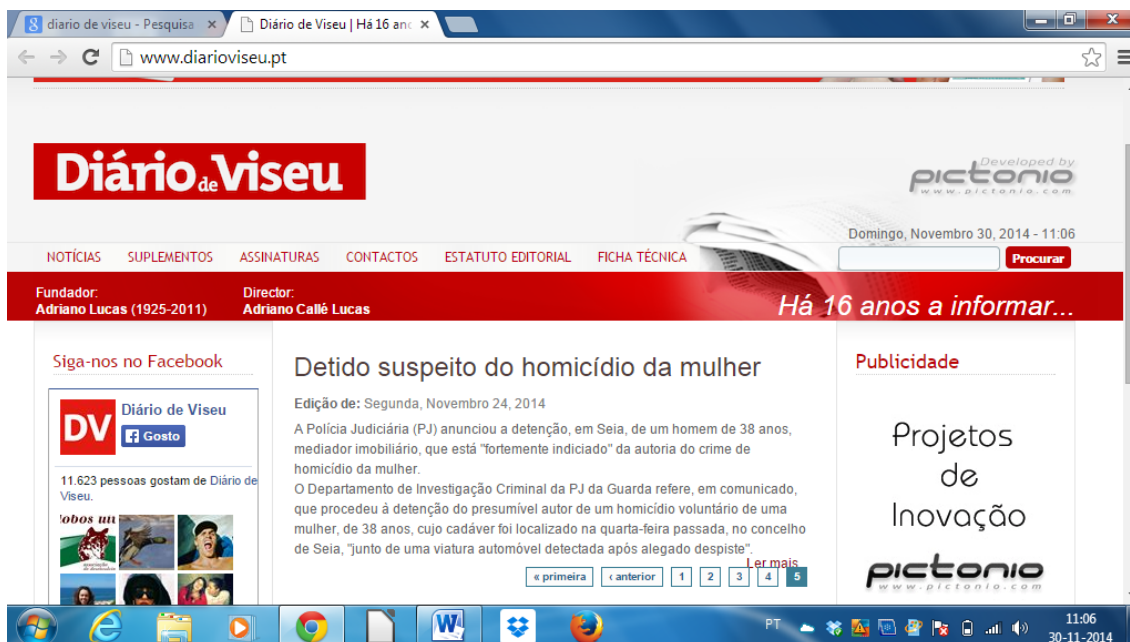 diario de viseu - Pesquisa
Diário de Viseu | Há 16 ano
www.diarioviseu.pt
Diário de Viseu
Developed by
pictonio
www.pictonio.com
Domingo, Novembro 30, 2014 - 11:06
NOTÍCIAS SUPLEMENTOS ASSINATURAS CONTACTOS ESTATUTO EDITORIAL FICHA TÉCNICA
Procurar
Fundador:
Adriano Lucas (1925-2011)
Director:
Adriano Callé Lucas
Há 16 anos a informar...
Siga-nos no Facebook
DV
Diário de Viseu
Gosto
11.623 pessoas gostam de Diário de
Viseu.
Detido suspeito do homicídio da mulher
Edição de: Segunda, Novembro 24, 2014
A Polícia Judiciária (PJ) anunciou a detenção, em Seia, de um homem de 38 anos,
mediador imobiliário, que está "fortemente indiciado" da autoria do crime de
homicídio da mulher.
O Departamento de Investigação Criminal da PJ da Guarda refere, em comunicado,
que procedeu à detenção do presumível autor de um homicídio voluntário de uma
mulher, de 38 anos, cujo cadáver foi localizado na quarta-feira passada, no concelho
de Seia, "junto de uma viatura automóvel detectada após alegado despiste".
Ler mais
« primeira ‹ anterior 1 2 3 4 5
Publicidade
Projetos
de
Inovação
pictonio
www.pictonio.com
PT
11:06
30-11-2014